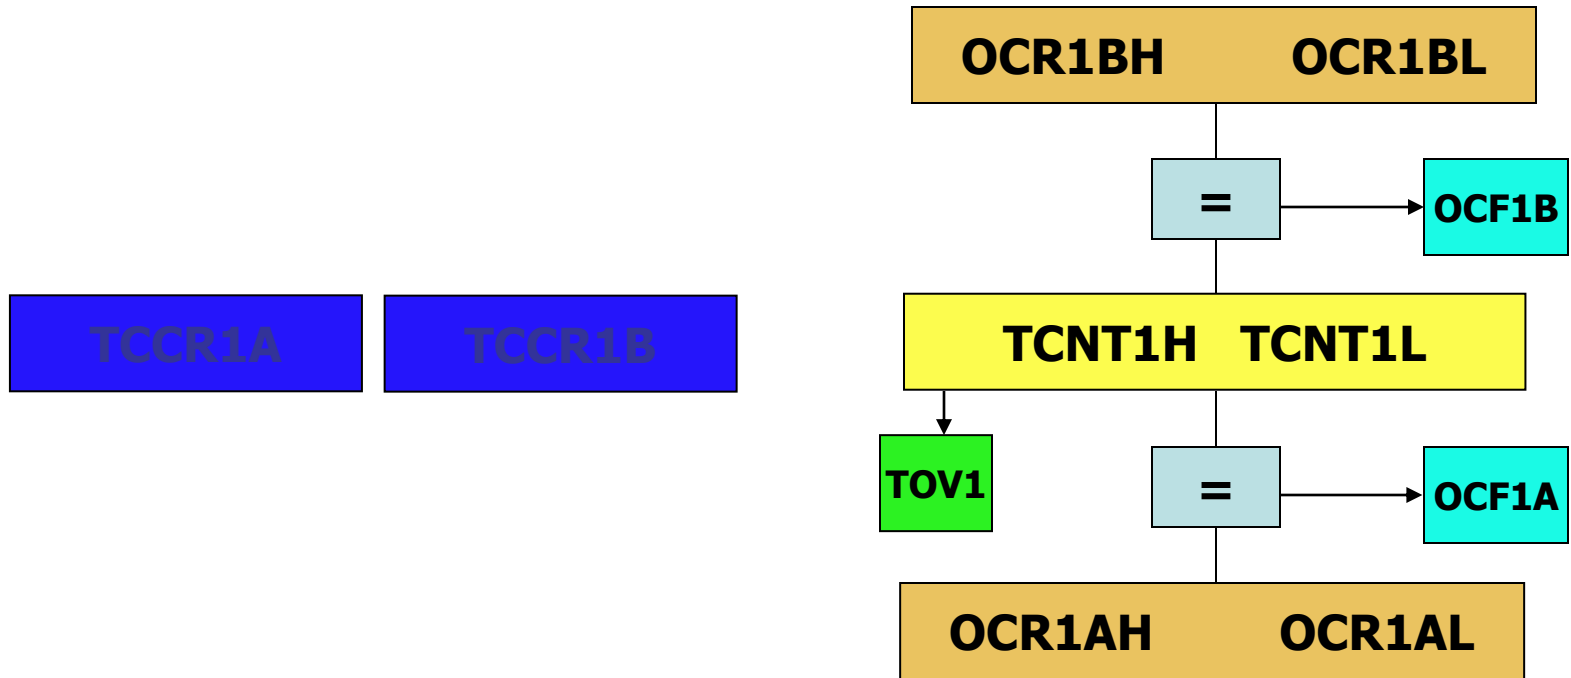 OCR1BH OCR1BL
=
OCF1B
TCCR1A
TCCR1B
TCNT1H TCNT1L
TOV1
=
OCF1A
OCR1AH OCR1AL